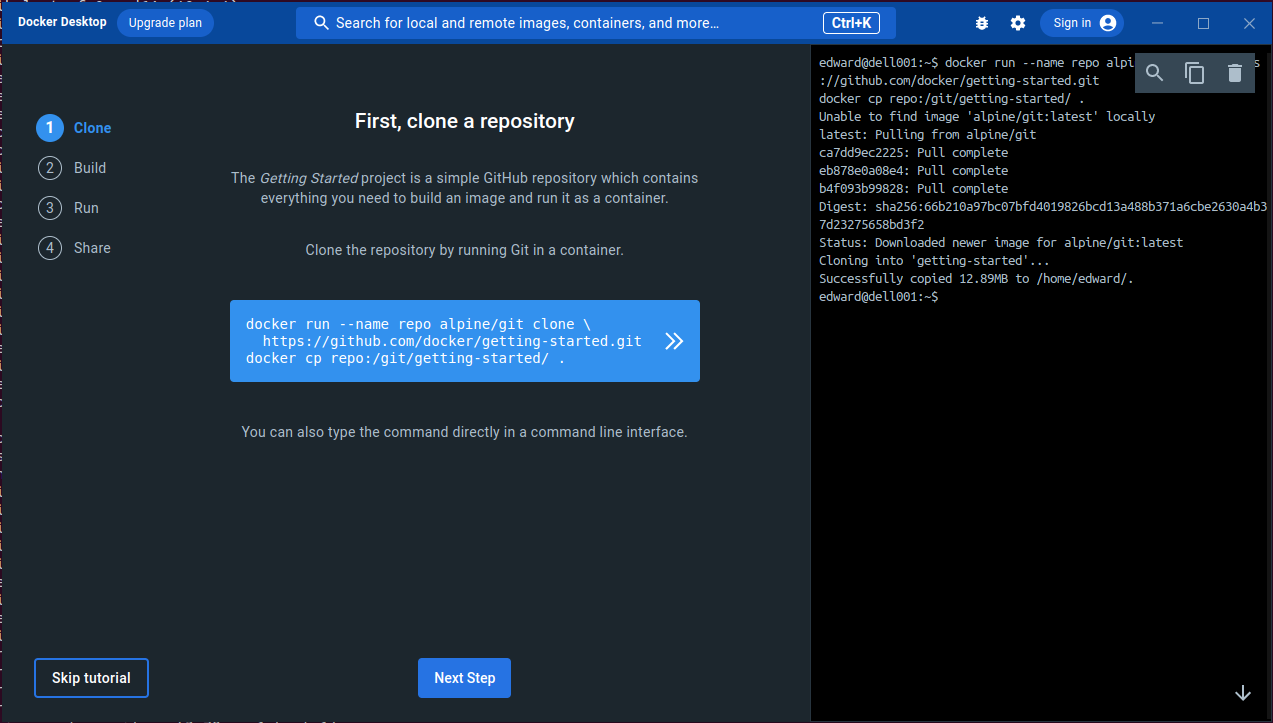 Docker Desktop
Upgrade plan
Search for local and remote images, containers, and more...
Ctrl+K
Sign in
1 Clone
2 Build
3 Run
4 Share
First, clone a repository
The Getting Started project is a simple GitHub repository which contains
everything you need to build an image and run it as a container.
Clone the repository by running Git in a container.
docker run --name repo alpine/git clone \
  https://github.com/docker/getting-started.git
docker cp repo:/git/getting-started/ .
You can also type the command directly in a command line interface.
Skip tutorial
Next Step
edward@dell001:~$ docker run --name repo alpi
://github.com/docker/getting-started.git
docker cp repo:/git/getting-started/ .
Unable to find image 'alpine/git:latest' locally
latest: Pulling from alpine/git
ca7dd9ec2225: Pull complete
eb878e0a08e4: Pull complete
b4f093b99828: Pull complete
Digest: sha256:66b210a97bc07bfd4019826bcd13a488b371a6cbe2630a4b3
7d23275658bd3f2
Status: Downloaded newer image for alpine/git:latest
Cloning into 'getting-started'...
Successfully copied 12.89MB to /home/edward/.
edward@dell001:~$